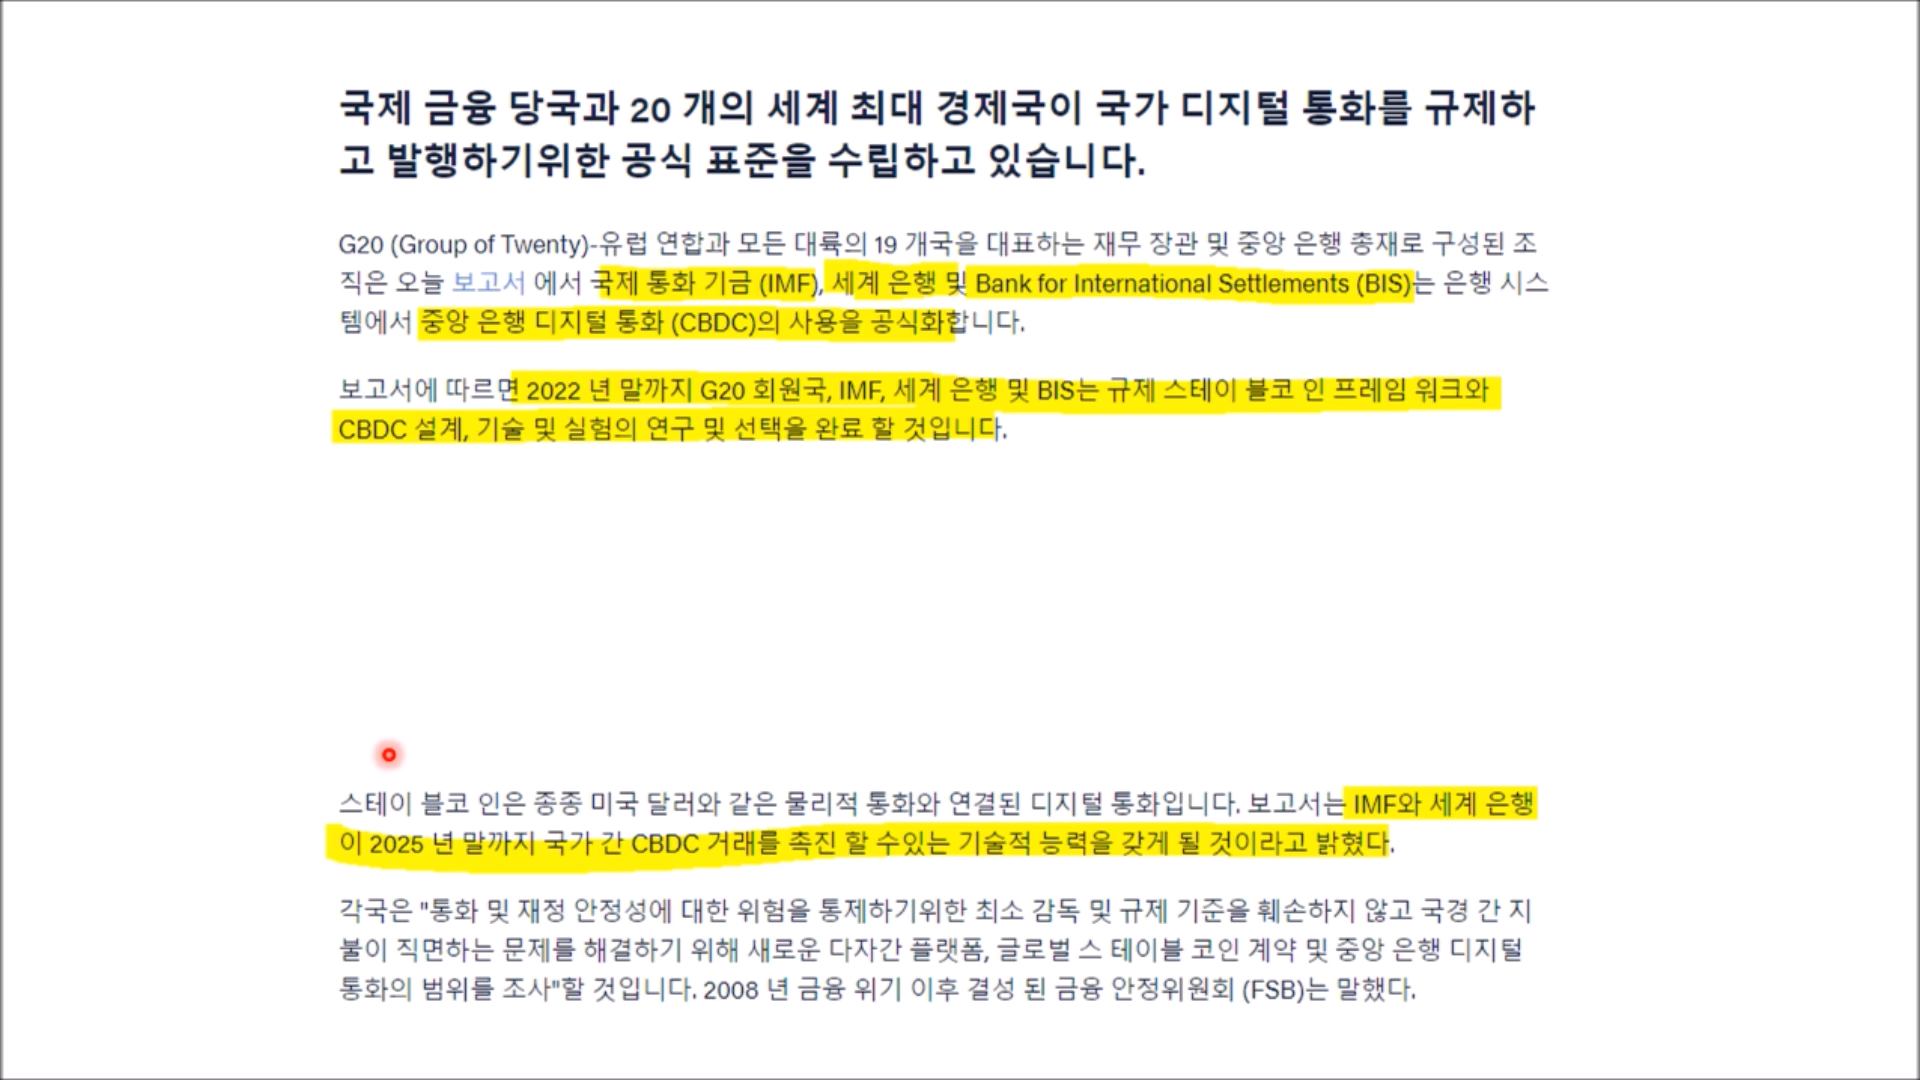 국제 금융 당국과 20 개의 세계 최대 경제국이 국가 디지털 통화를 규제하
고 발행하기위한 공식 표준을 수립하고 있습니다.
G20 (Group of Twenty)-유럽 연합과 모든 대륙의 19 개국을 대표하는 재무 장관 및 중앙 은행 총재로 구성된 조
직은 오늘 보고서 에서 국제 통화 기금 (IMF), 세계 은행 및 Bank for International Settlements (BIS)는 은행 시스
템에서 중앙 은행 디지털 통화 (CBDC)의 사용을 공식화합니다.
보고서에 따르면 2022 년 말까지 G20 회원국, IMF, 세계 은행 및 BIS는 규제 스테이 블코 인 프레임 워크와
CBDC 설계, 기술 및 실험의 연구 및 선택을 완료 할 것입니다.
스테이 블코 인은 종종 미국 달러와 같은 물리적 통화와 연결된 디지털 통화입니다. 보고서는 IMF와 세계 은행
이 2025 년 말까지 국가 간 CBDC 거래를 촉진 할 수있는 기술적 능력을 갖게 될 것이라고 밝혔다.
각국은 "통화 및 재정 안정성에 대한 위험을 통제하기위한 최소 감독 및 규제 기준을 훼손하지 않고 국경 간 지
불이 직면하는 문제를 해결하기 위해 새로운 다자간 플랫폼, 글로벌 스 테이블 코인 계약 및 중앙 은행 디지털
통화의 범위를 조사"할 것입니다. 2008 년 금융 위기 이후 결성 된 금융 안정위원회 (FSB)는 말했다.